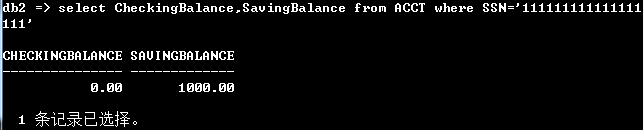 db2 => select CheckingBalance,SavingBalance from ACCT where SSN='111111111111111
111'
CHECKINGBALANCE SAVINGBALANCE
--------------- -------------
0.00 1000.00
1 条记录已选择。